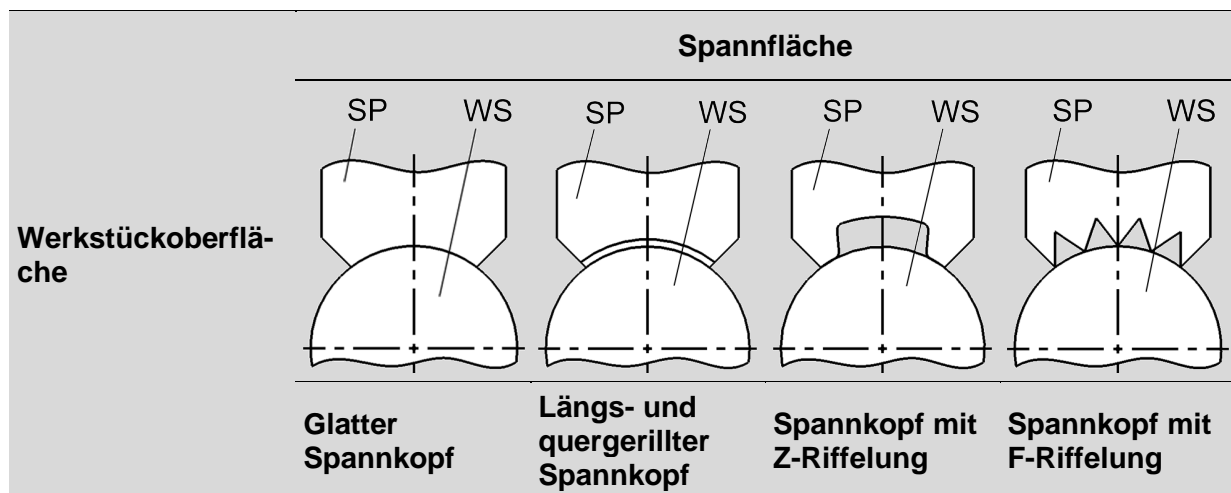 Spannfläche
SP WS SP WS SP WS SP WS
Werkstückoberflä-
che
Glatter
Spannkopf
Längs- und
quergerillter
Spannkopf
Spannkopf mit
Z-Riffelung
Spannkopf mit
F-Riffelung